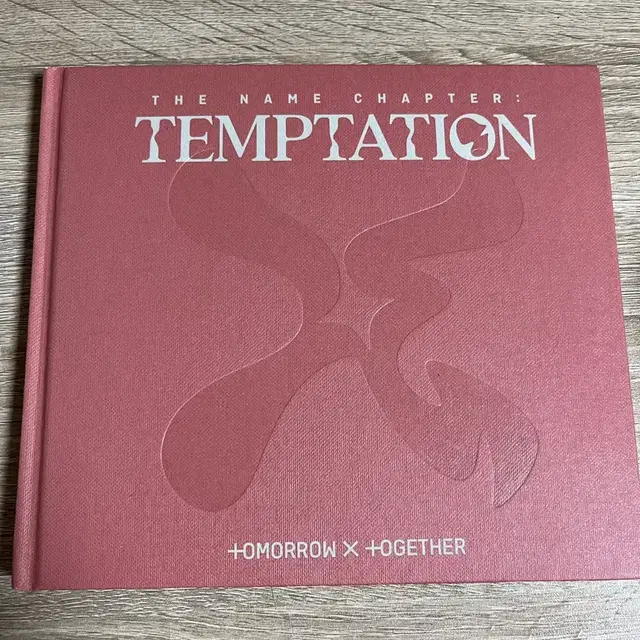 THE NAME CHAPTER:
TEMPTATION
TOMORROW X TOGETHER